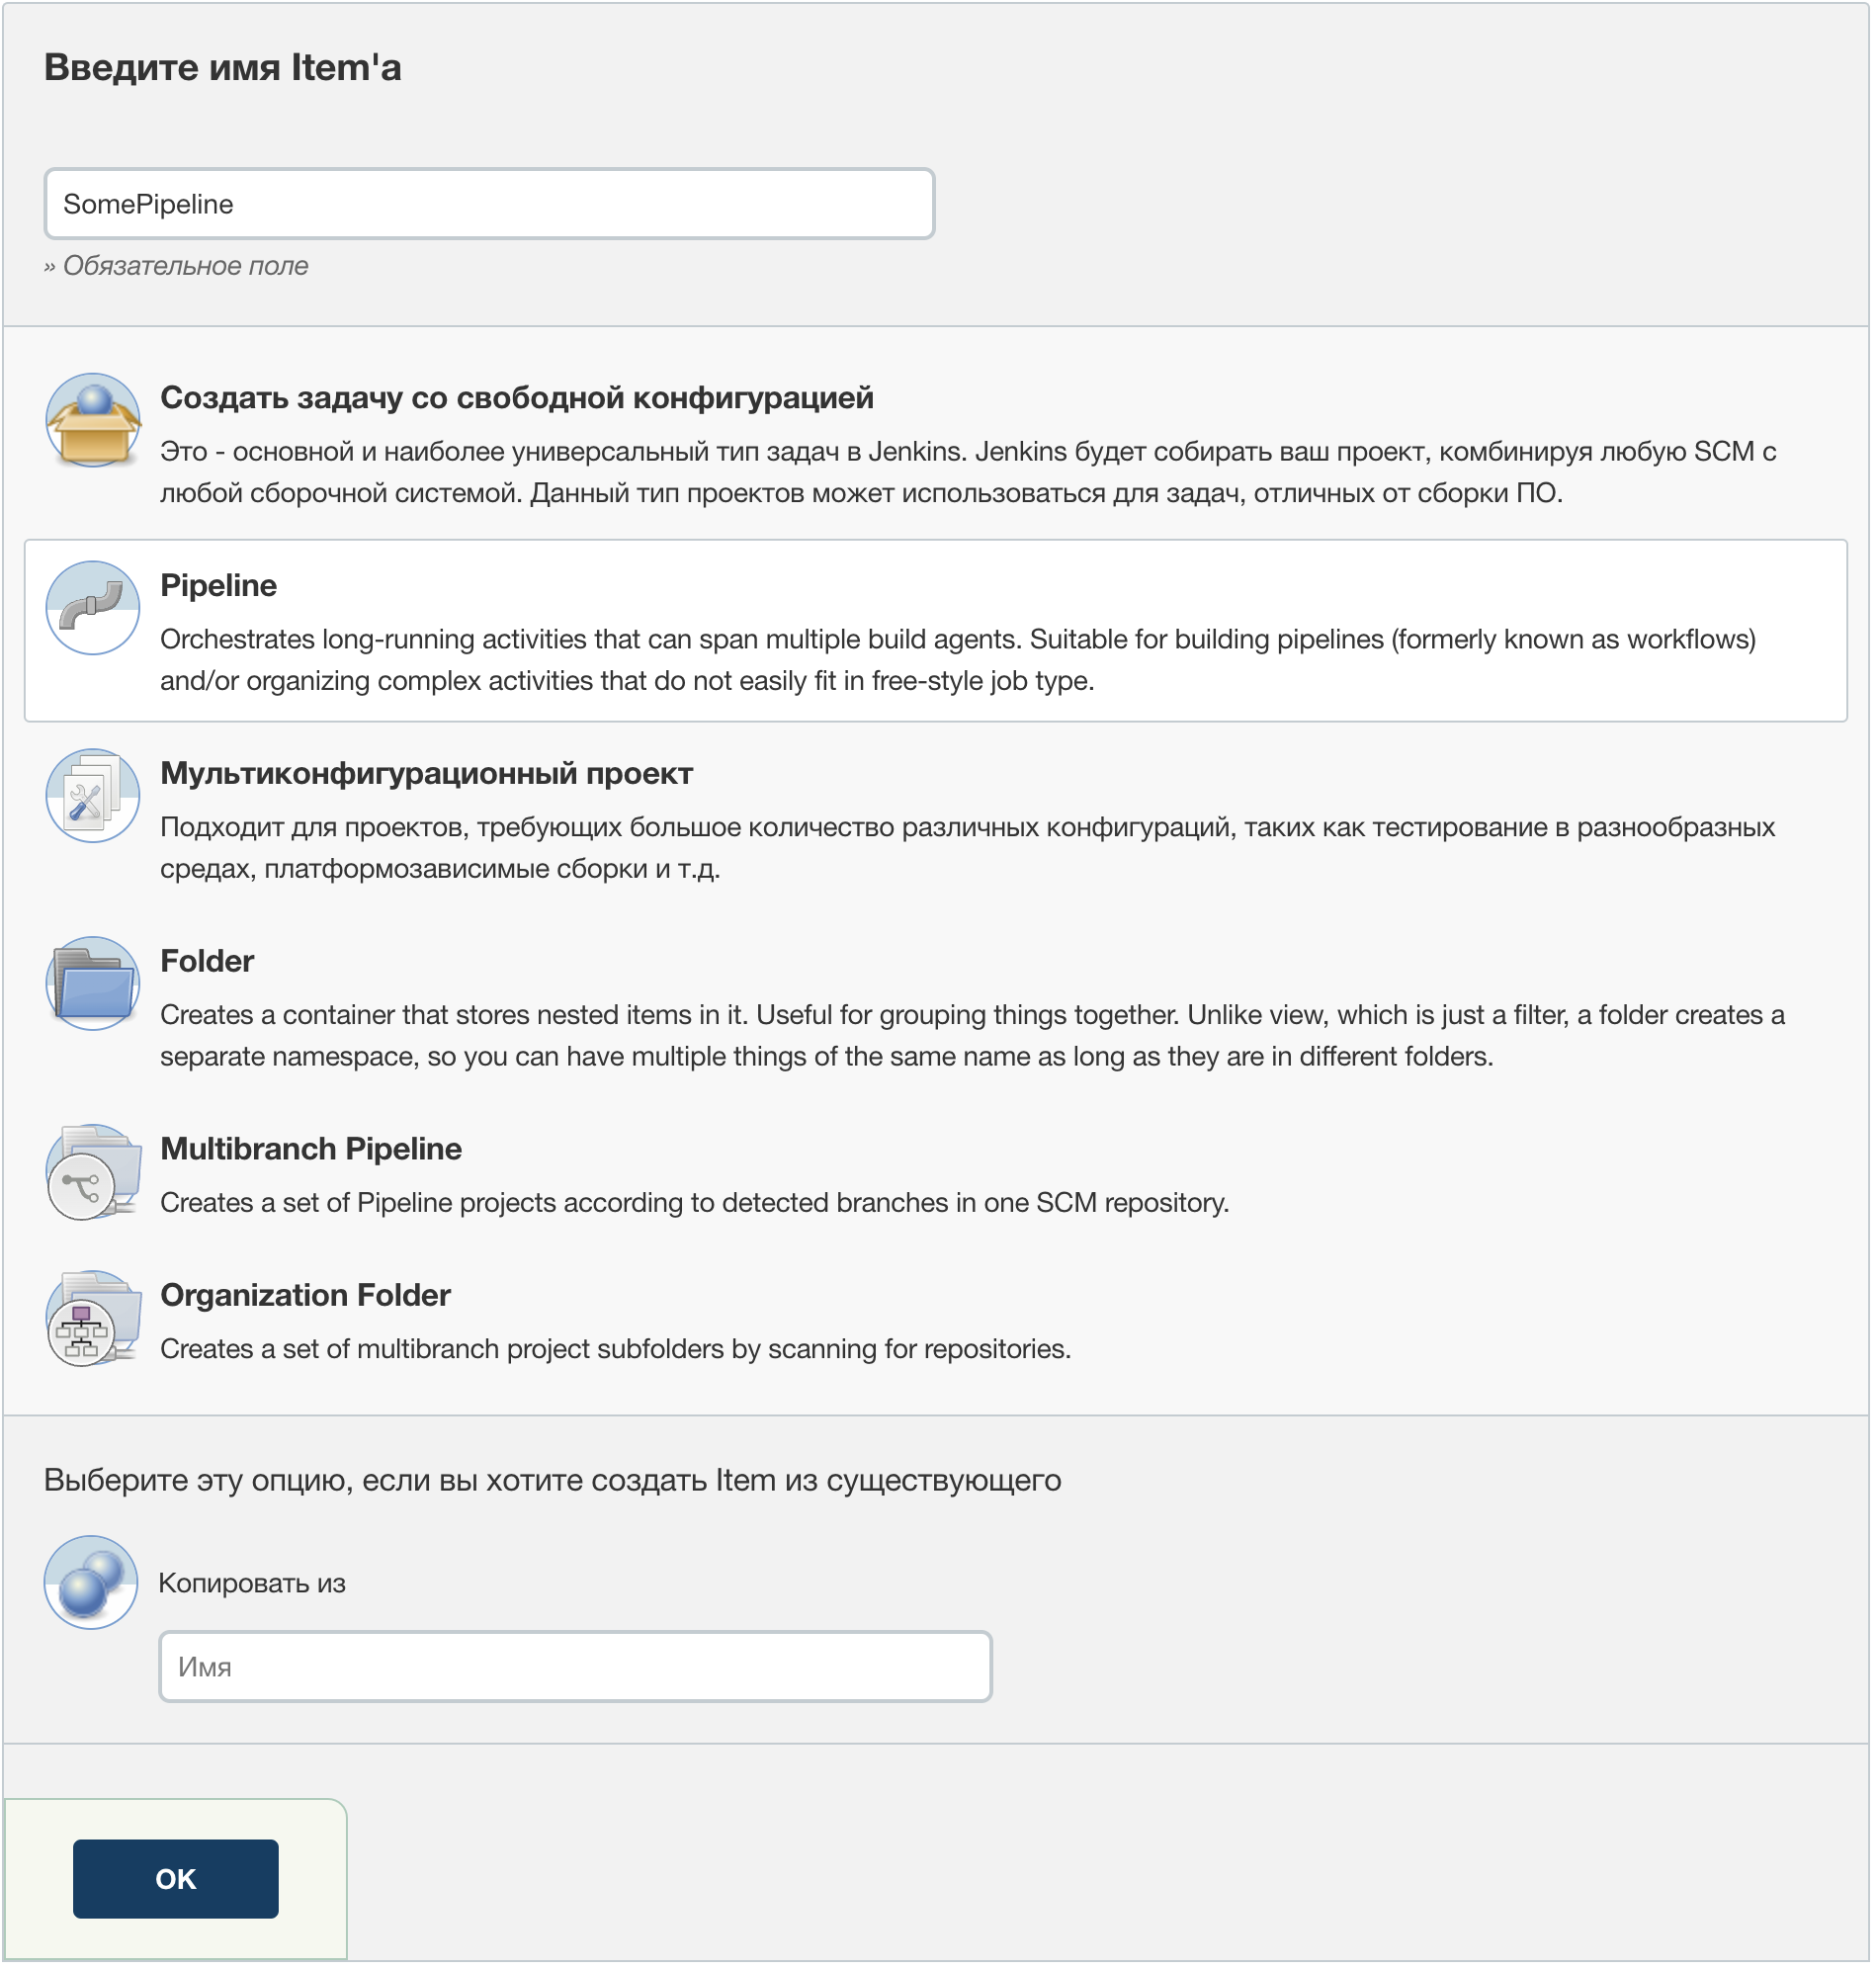 Введите имя Item'а
SomePipeline
» Обязательное поле
Создать задачу со свободной конфигурацией
Это - основной и наиболее универсальный тип задач в Jenkins. Jenkins будет собирать ваш проект, комбинируя любую SCM с
любой сборочной системой. Данный тип проектов может использоваться для задач, отличных от сборки ПО.
Pipeline
Orchestrates long-running activities that can span multiple build agents. Suitable for building pipelines (formerly known as workflows)
and/or organizing complex activities that do not easily fit in free-style job type.
Мультиконфигурационный проект
Подходит для проектов, требующих большое количество различных конфигураций, таких как тестирование в разнообразных
средах, платформозависимые сборки и т.д.
Folder
Creates a container that stores nested items in it. Useful for grouping things together. Unlike view, which is just a filter, a folder creates a
separate namespace, so you can have multiple things of the same name as long as they are in different folders.
Multibranch Pipeline
Creates a set of Pipeline projects according to detected branches in one SCM repository.
Organization Folder
Creates a set of multibranch project subfolders by scanning for repositories.
Выберите эту опцию, если вы хотите создать Item из существующего
Копировать из
Имя
OK